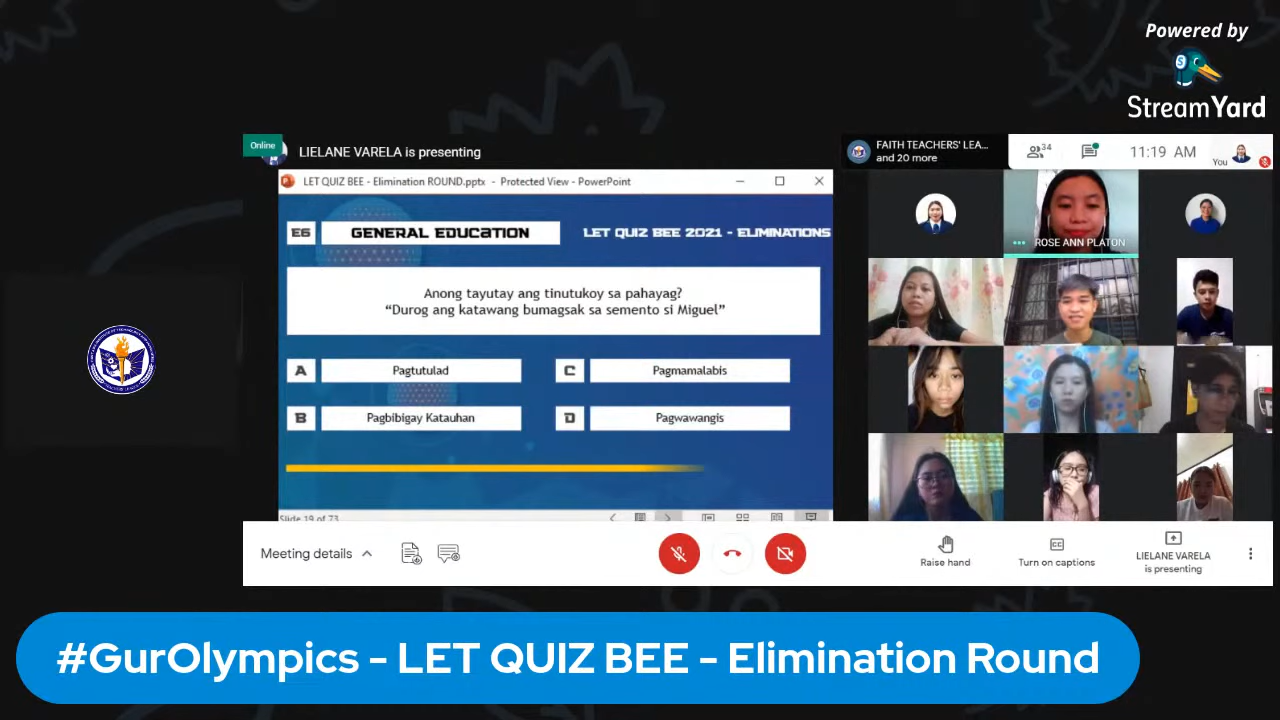 Powered by
StreamYard
Online
LIELANE VARELA is presenting
FAITH TEACHERS' LEA...
and 20 more
34
11:19 AM
You
LET QUIZ BEE - Elimination ROUND.pptx - Protected View - PowerPoint
E6
GENERAL EDUCATION
LET QUIZ BEE 2021 - ELIMINATIONS
Anong tayutay ang tinutukoy sa pahayag?
“Durog ang katawang bumagsak sa semento si Miguel”
A
Pagtutulad
C
Pagmamalabis
B
Pagbibigay Katauhan
D
Pagwawangis
Slide 19 of 73
ROSE ANN PLATON
Meeting details
Raise hand
CC
Turn on captions
LIELANE VARELA
is presenting
#GurOlympics - LET QUIZ BEE - Elimination Round